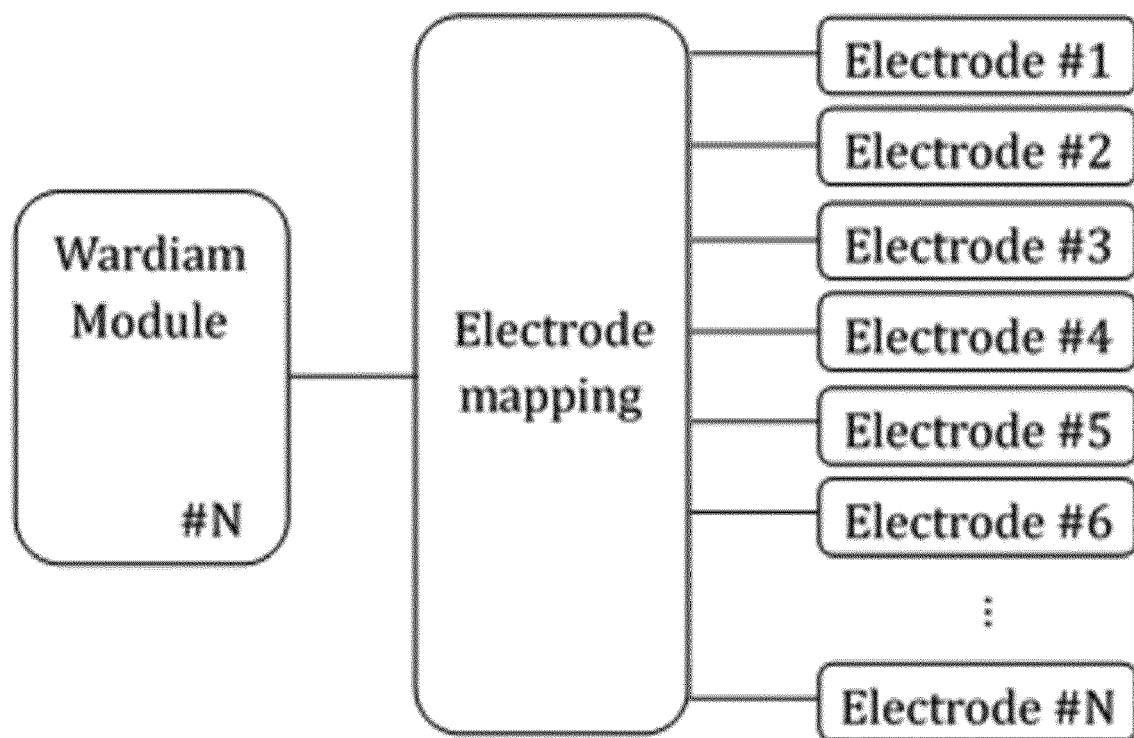 Wardiam
Module
#N
Electrode
mapping
Electrode #1
Electrode #2
Electrode #3
Electrode #4
Electrode #5
Electrode #6
⋮
Electrode #N